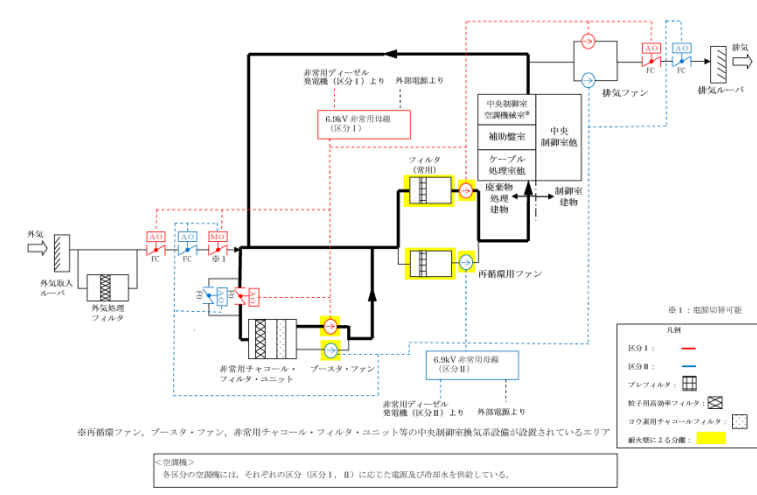 非常用ディーゼル
発電機（区分Ⅰ）より
外部電源より
6.9kV 非常用母線
（区分Ⅰ）
AO
FC
AO
FC
排気
排気ファン
排気ルーバ
中央制御室
空調機械室※
補助盤室
ケーブル
処理室他
中央
制御室他
廃棄物
処理
建物
制御室
建物
フィルタ
（常用）
再循環用ファン
外気
外気取入
ルーバ
外気処理
フィルタ
AO
FC
AO
FC
MO
※1
FO
AO
FO
AO
非常用チャコール・
フィルタ・ユニット
ブースタ・ファン
6.9kV 非常用母線
（区分Ⅱ）
非常用ディーゼル
発電機（区分Ⅱ）より
外部電源より
※1：電源切替可能
凡例
区分Ⅰ：
区分Ⅱ：
プレフィルタ：
粒子用高効率フィルタ：
ヨウ素用チャコールフィルタ：
耐火壁による分離：
※再循環ファン，ブースタ・ファン，非常用チャコール・フィルタ・ユニット等の中央制御室換気系設備が設置されているエリア
＜空調機＞
各区分の空調機には、それぞれの区分（区分Ⅰ，Ⅱ）に応じた電源及び冷却水を供給している。